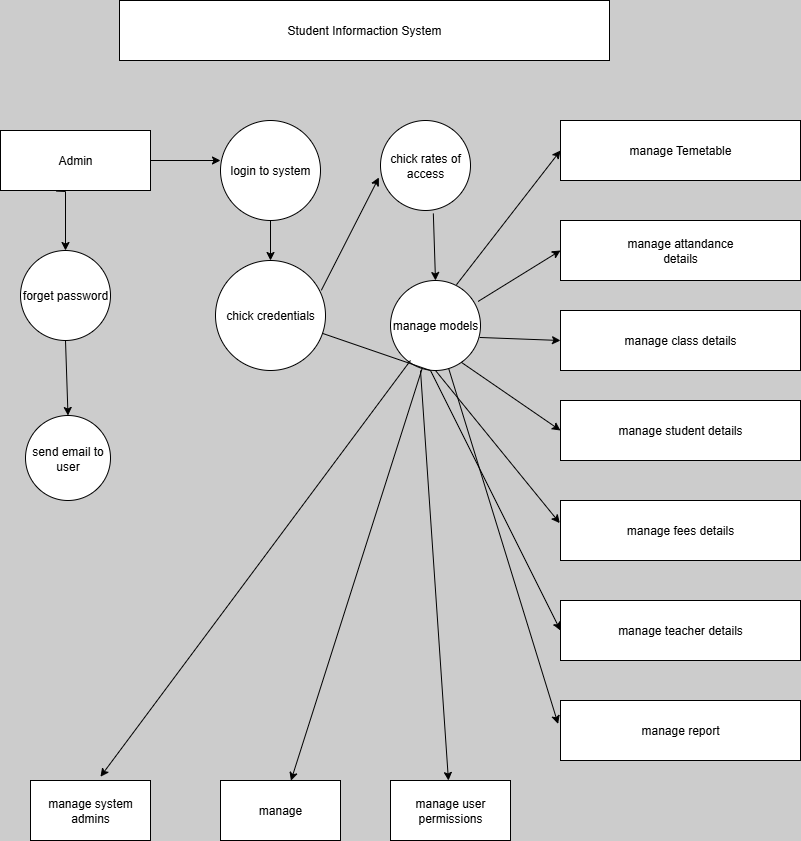 Student Informaction System
Admin
login to system
chick rates of
access
manage Temetable
manage attandance
details
forget password
chick credentials
manage models
manage class details
send email to
user
manage student details
manage fees details
manage teacher details
manage report
manage system
admins
manage
manage user
permissions